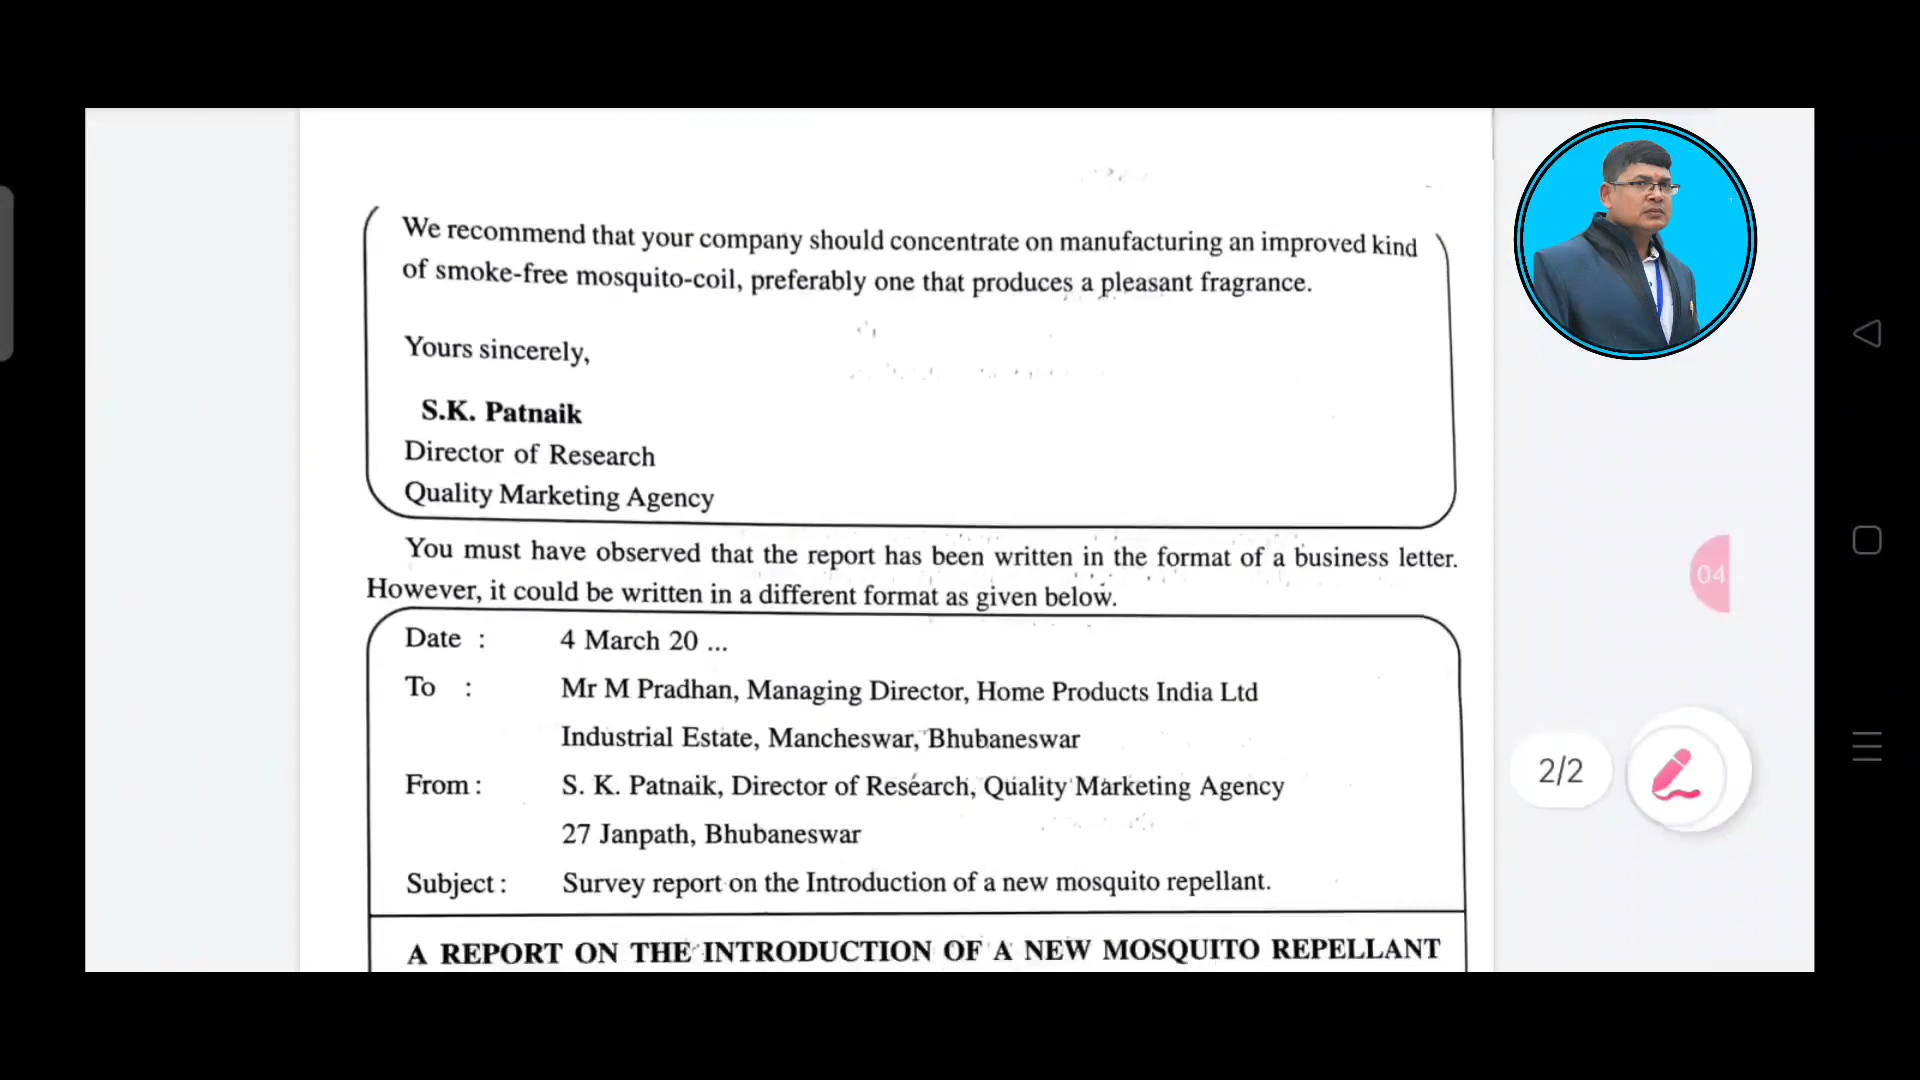 We recommend that your company should concentrate on manufacturing an improved kind
of smoke-free mosquito-coil, preferably one that produces a pleasant fragrance.
Yours sincerely,
S.K. Patnaik
Director of Research
Quality Marketing Agency
You must have observed that the report has been written in the format of a business letter.
However, it could be written in a different format as given below.
Date : 4 March 20 ...
To : Mr M Pradhan, Managing Director, Home Products India Ltd
Industrial Estate, Mancheswar, Bhubaneswar
From : S. K. Patnaik, Director of Research, Quality Marketing Agency
27 Janpath, Bhubaneswar
Subject : Survey report on the Introduction of a new mosquito repellant.
A REPORT ON THE INTRODUCTION OF A NEW MOSQUITO REPELLANT
04
2/2